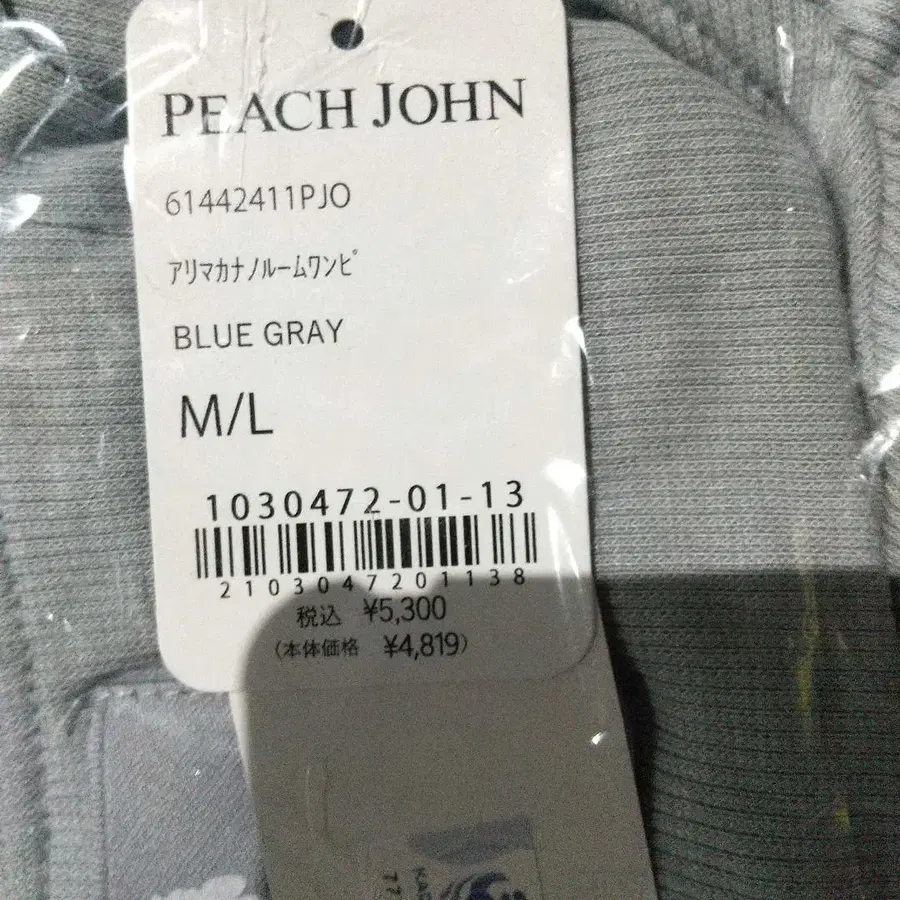 PEACH JOHN
61442411PJO
ｱﾘﾏｶﾅﾉﾙｰﾑﾜﾝﾋﾟ
BLUE GRAY
M/L
1030472-01-13
2103047201138
税込 ¥5,300
(本体価格 ¥4,819)